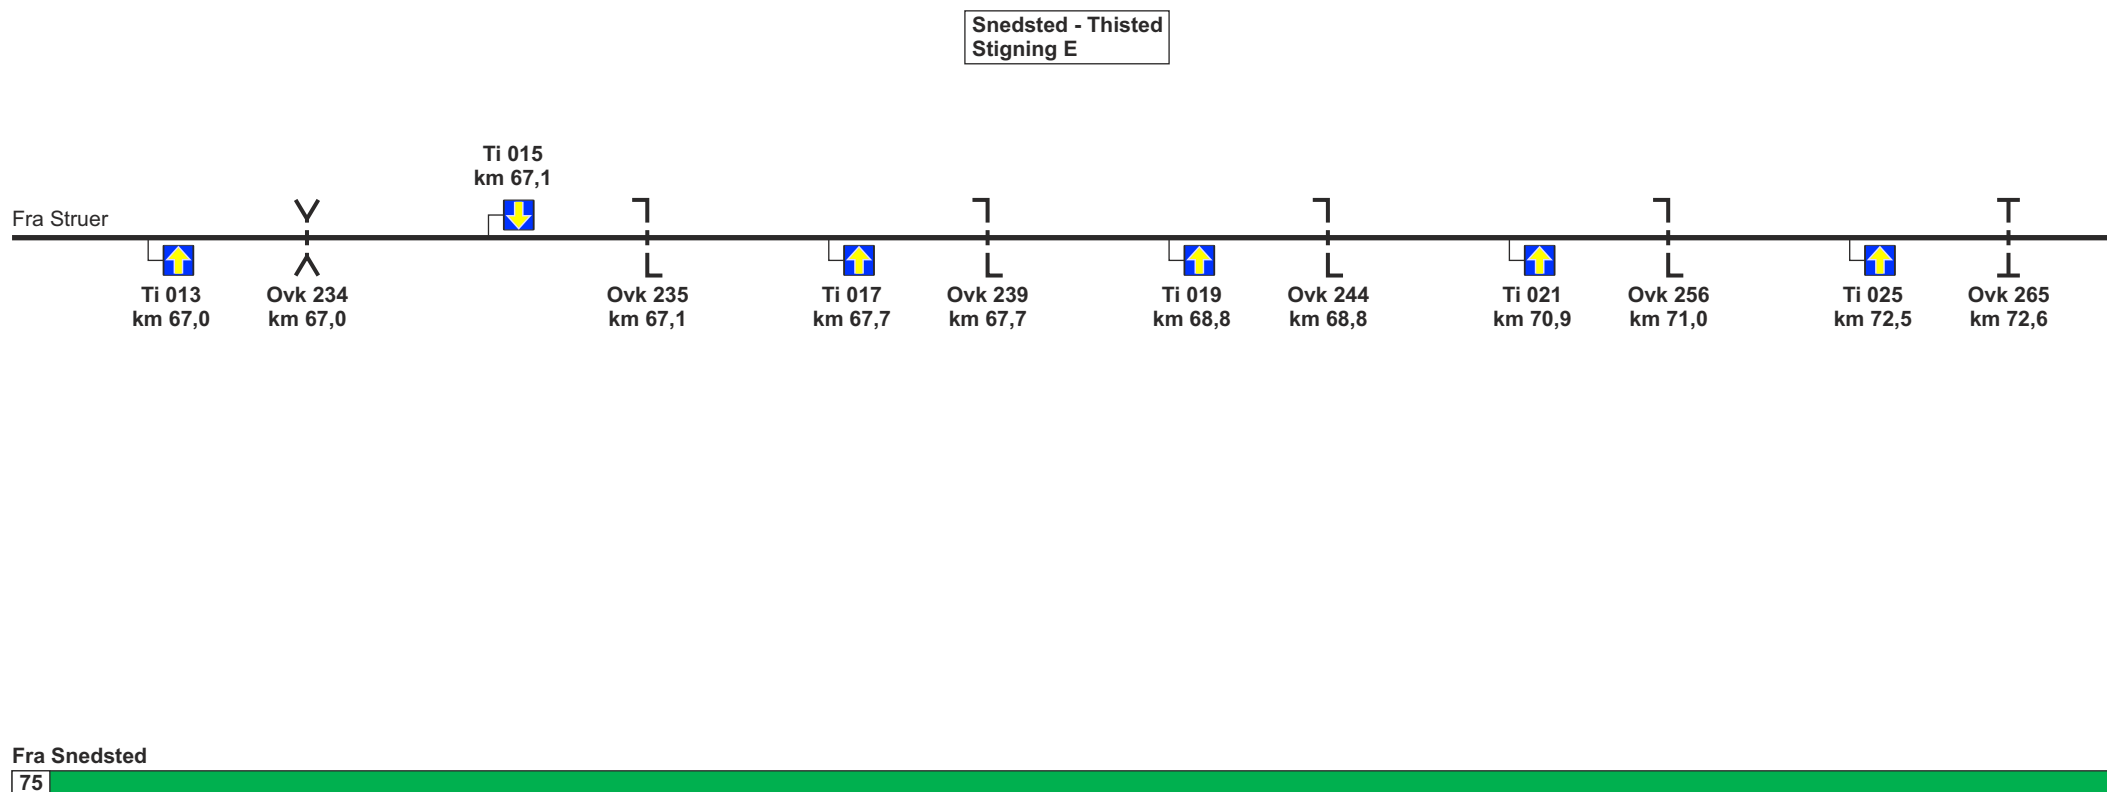 Snedsted - Thisted
Stigning E
Ti 015
km 67,1
Fra Struer
Ti 013
km 67,0
Ovk 234
km 67,0
Ovk 235
km 67,1
Ti 017
km 67,7
Ovk 239
km 67,7
Ti 019
km 68,8
Ovk 244
km 68,8
Ti 021
km 70,9
Ovk 256
km 71,0
Ti 025
km 72,5
Ovk 265
km 72,6
Fra Snedsted
75